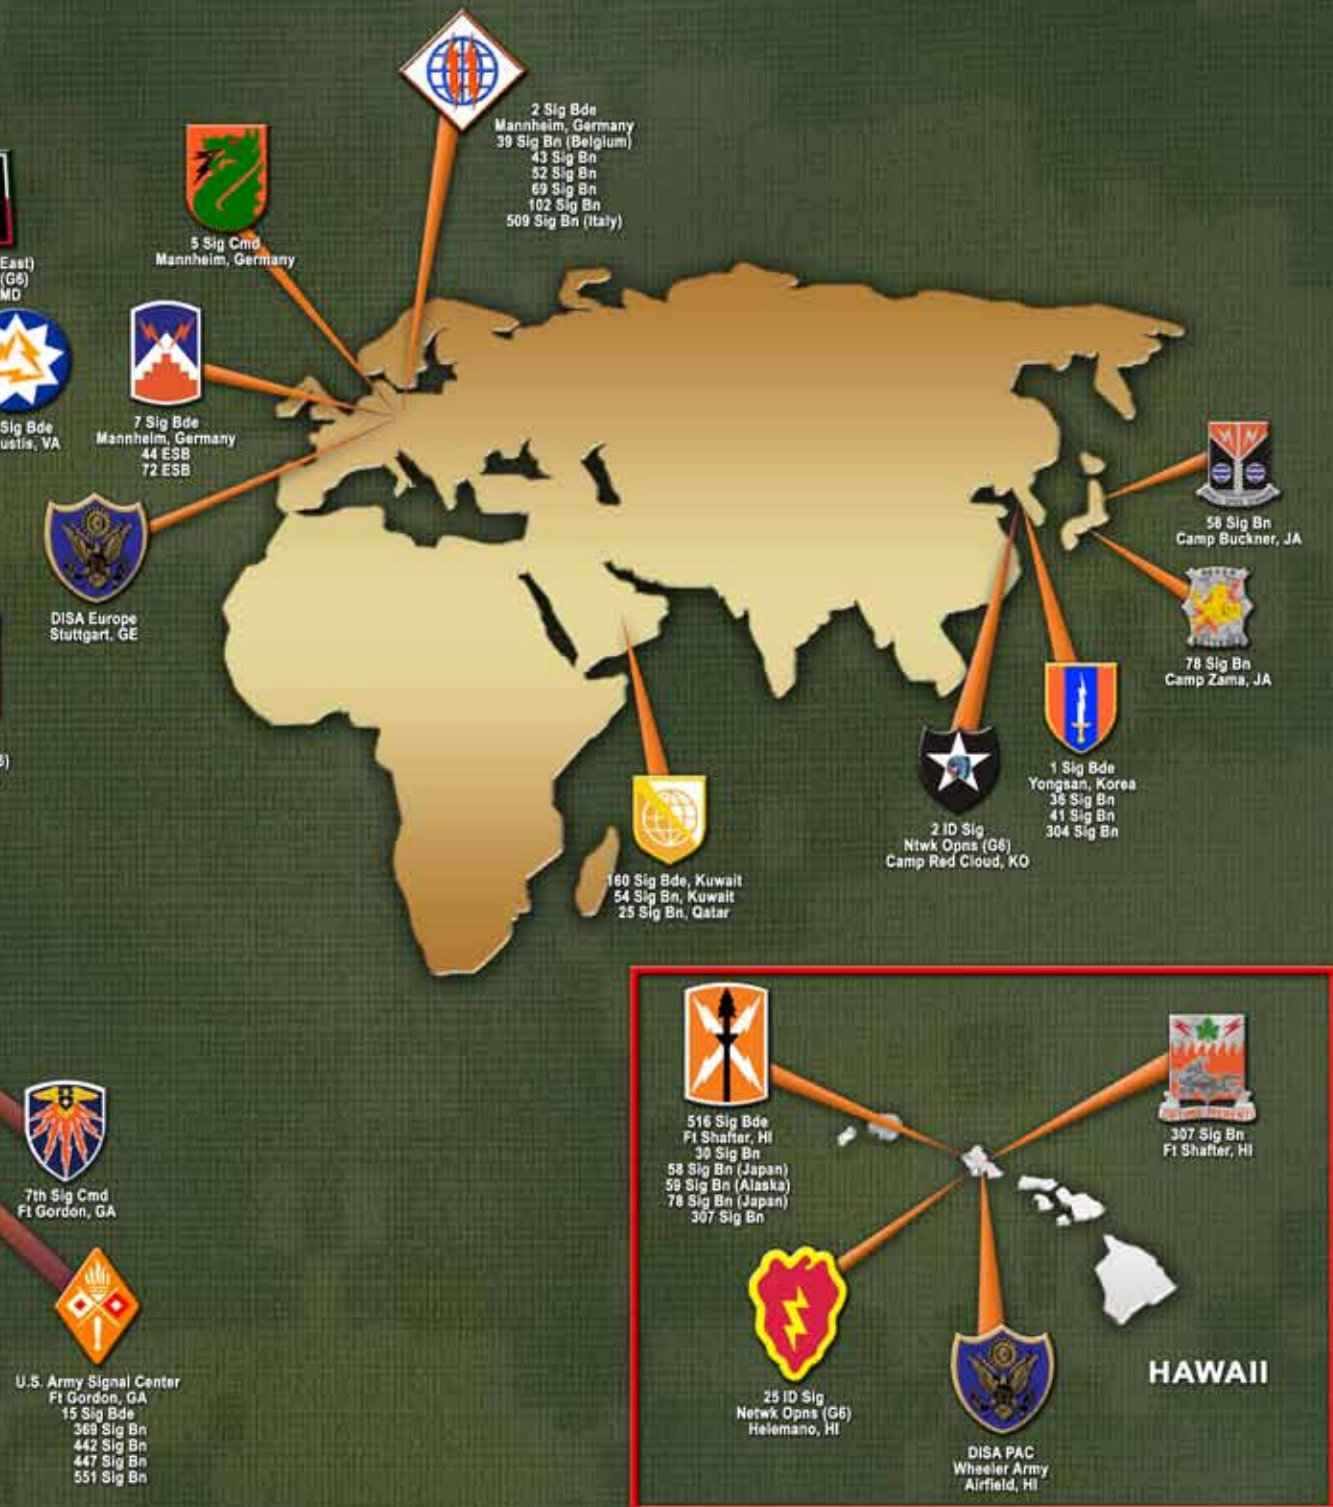 2 Sig Bde
Mannheim, Germany
39 Sig Bn (Belgium)
43 Sig Bn
52 Sig Bn
69 Sig Bn
102 Sig Bn
509 Sig Bn (Italy)
5 Sig Cmd
Mannheim, Germany
East)
(G6)
MD
Sig Bde
ustis, VA
7 Sig Bde
Mannheim, Germany
44 ESB
72 ESB
DISA Europe
Stuttgart, GE
58 Sig Bn
Camp Buckner, JA
78 Sig Bn
Camp Zama, JA
1 Sig Bde
Yongsan, Korea
36 Sig Bn
41 Sig Bn
304 Sig Bn
2 ID Sig
Ntwk Opns (G6)
Camp Red Cloud, KO
160 Sig Bde, Kuwait
54 Sig Bn, Kuwait
25 Sig Bn, Qatar
7th Sig Cmd
Ft Gordon, GA
U.S. Army Signal Center
Ft Gordon, GA
15 Sig Bde
369 Sig Bn
442 Sig Bn
447 Sig Bn
551 Sig Bn
516 Sig Bde
Ft Shafter, HI
30 Sig Bn
58 Sig Bn (Japan)
59 Sig Bn (Alaska)
78 Sig Bn (Japan)
307 Sig Bn
307 Sig Bn
Ft Shafter, HI
25 ID Sig
Netwk Opns (G6)
Helemano, HI
DISA PAC
Wheeler Army
Airfield, HI
HAWAII